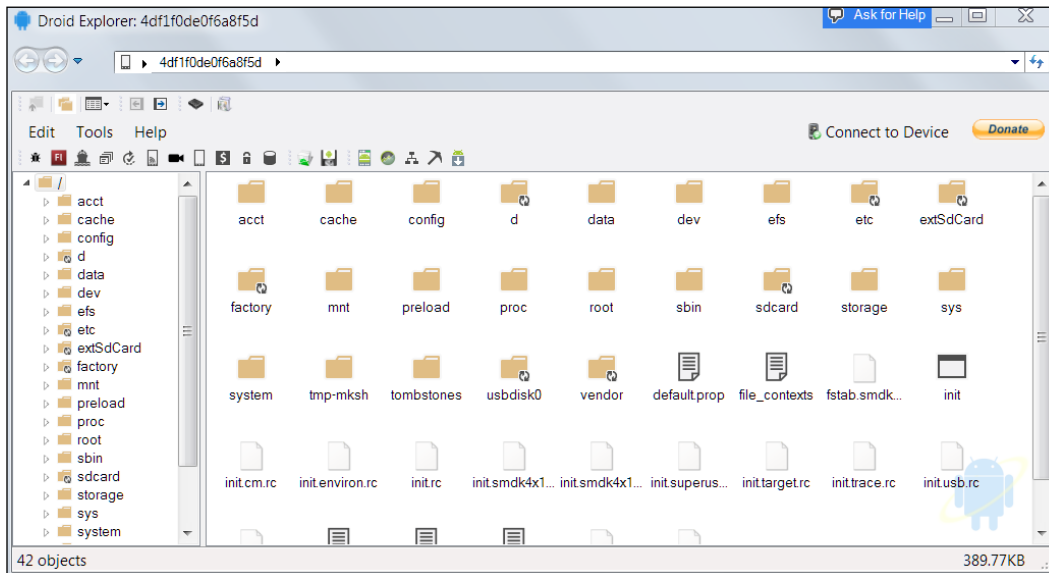 Droid Explorer: 4df1f0de0f6a8f5d
Ask for Help
4df1f0de0f6a8f5d
Edit Tools Help
Connect to Device
Donate
FI
$
/
acct
cache
config
d
data
dev
efs
etc
extSdCard
factory
mnt
preload
proc
root
sbin
sdcard
storage
sys
system
acct cache config d data dev efs etc extSdCard
factory mnt preload proc root sbin sdcard storage sys
system tmp-mksh tombstones usbdisk0 vendor default.prop file_contexts fstab.smdk... init
init.cm.rc init.environ.rc init.rc init.smdk4x1... init.smdk4x1... init.superus... init.target.rc init.trace.rc init.usb.rc
42 objects
389.77KB